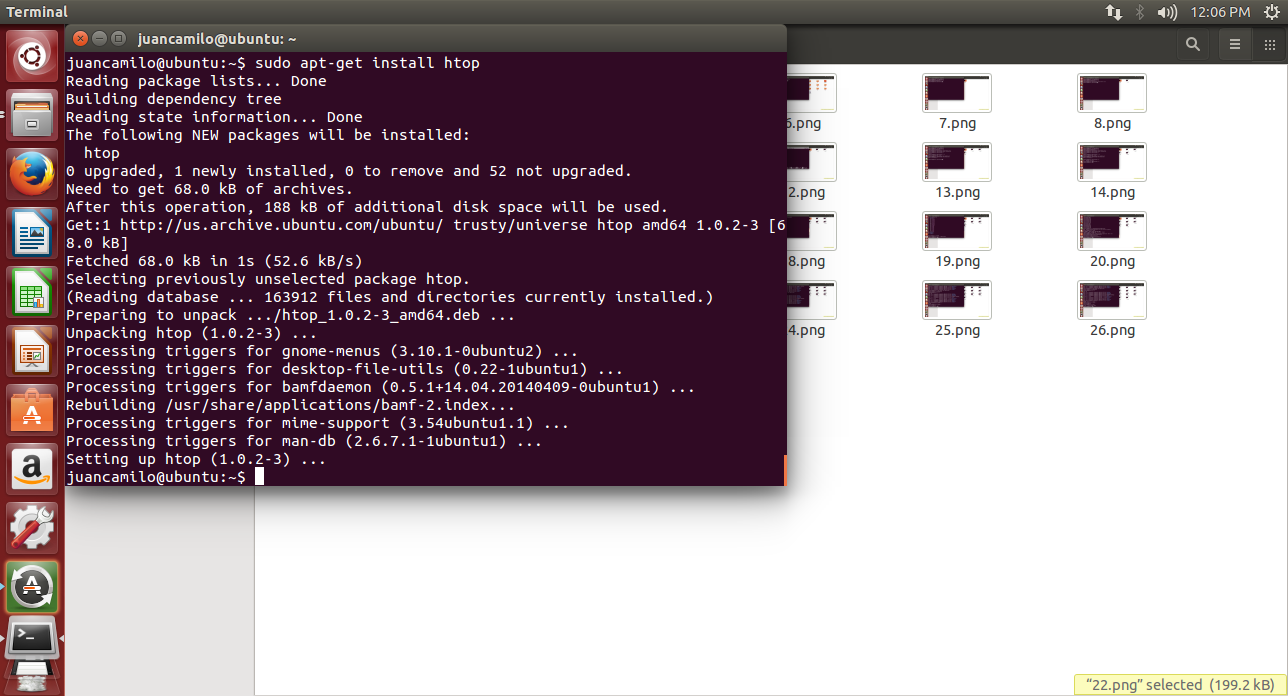 Terminal
12:06 PM
juancamilo@ubuntu: ~
juancamilo@ubuntu:~$ sudo apt-get install htop
Reading package lists... Done
Building dependency tree
Reading state information... Done
The following NEW packages will be installed:
  htop
0 upgraded, 1 newly installed, 0 to remove and 52 not upgraded.
Need to get 68.0 kB of archives.
After this operation, 188 kB of additional disk space will be used.
Get:1 http://us.archive.ubuntu.com/ubuntu/ trusty/universe htop amd64 1.0.2-3 [6
8.0 kB]
Fetched 68.0 kB in 1s (52.6 kB/s)
Selecting previously unselected package htop.
(Reading database ... 163912 files and directories currently installed.)
Preparing to unpack .../htop_1.0.2-3_amd64.deb ...
Unpacking htop (1.0.2-3) ...
Processing triggers for gnome-menus (3.10.1-0ubuntu2) ...
Processing triggers for desktop-file-utils (0.22-1ubuntu1) ...
Processing triggers for bamfdaemon (0.5.1+14.04.20140409-0ubuntu1) ...
Rebuilding /usr/share/applications/bamf-2.index...
Processing triggers for mime-support (3.54ubuntu1.1) ...
Processing triggers for man-db (2.6.7.1-1ubuntu1) ...
Setting up htop (1.0.2-3) ...
juancamilo@ubuntu:~$
6.png 7.png 8.png
2.png 13.png 14.png
8.png 19.png 20.png
4.png 25.png 26.png
“22.png” selected (199.2 kB)